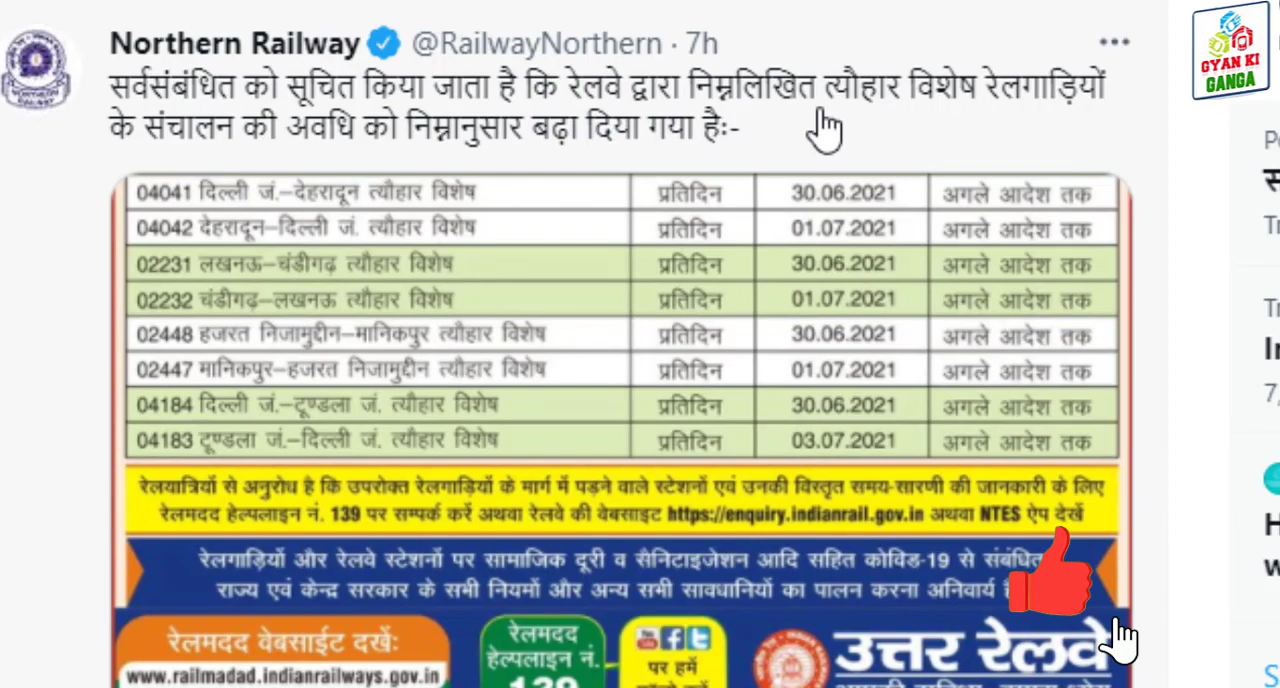 Northern Railway @RailwayNorthern · 7h
सर्वसंबंधित को सूचित किया जाता है कि रेलवे द्वारा निम्नलिखित त्यौहार विशेष रेलगाड़ियों
के संचालन की अवधि को निम्नानुसार बढ़ा दिया गया हैः-
04041 दिल्ली जं.–देहरादून त्यौहार विशेष प्रतिदिन 30.06.2021 अगले आदेश तक
04042 देहरादून–दिल्ली जं. त्यौहार विशेष प्रतिदिन 01.07.2021 अगले आदेश तक
02231 लखनऊ–चंडीगढ़ त्यौहार विशेष प्रतिदिन 30.06.2021 अगले आदेश तक
02232 चंडीगढ़–लखनऊ त्यौहार विशेष प्रतिदिन 01.07.2021 अगले आदेश तक
02448 हजरत निजामुद्दीन–मानिकपुर त्यौहार विशेष प्रतिदिन 30.06.2021 अगले आदेश तक
02447 मानिकपुर–हजरत निजामुद्दीन त्यौहार विशेष प्रतिदिन 01.07.2021 अगले आदेश तक
04184 दिल्ली जं.–टूण्डला जं. त्यौहार विशेष प्रतिदिन 30.06.2021 अगले आदेश तक
04183 टूण्डला जं.–दिल्ली जं. त्यौहार विशेष प्रतिदिन 03.07.2021 अगले आदेश तक
रेलयात्रियों से अनुरोध है कि उपरोक्त रेलगाड़ियों के मार्ग में पड़ने वाले स्टेशनों एवं उनकी विस्तृत समय-सारणी की जानकारी के लिए
रेलमदद हेल्पलाइन नं. 139 पर सम्पर्क करें अथवा रेलवे की वेबसाइट https://enquiry.indianrail.gov.in अथवा NTES ऐप देखें
रेलगाड़ियों और रेलवे स्टेशनों पर सामाजिक दूरी व सैनिटाइजेशन आदि सहित कोविड-19 से संबंधित
राज्य एवं केन्द्र सरकार के सभी नियमों और अन्य सभी सावधानियों का पालन करना अनिवार्य
रेलमदद वेबसाईट देखें:
www.railmadad.indianrailways.gov.in
रेलमदद
हेल्पलाइन नं.
139
पर हमें
उत्तर रेलवे
GYAN KI
GANGA